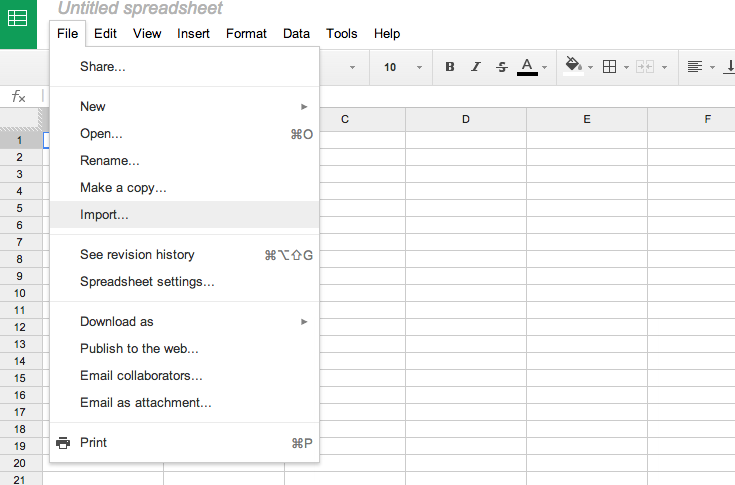 Untitled spreadsheet
File Edit View Insert Format Data Tools Help
Share...
10 B I S A
fx
New
Open... ⌘O
Rename...
Make a copy...
Import...
See revision history ⌘⌥⇧G
Spreadsheet settings...
Download as
Publish to the web...
Email collaborators...
Email as attachment...
Print ⌘P
C D E F
1
2
3
4
5
6
7
8
9
10
11
12
13
14
15
16
17
18
19
20
21